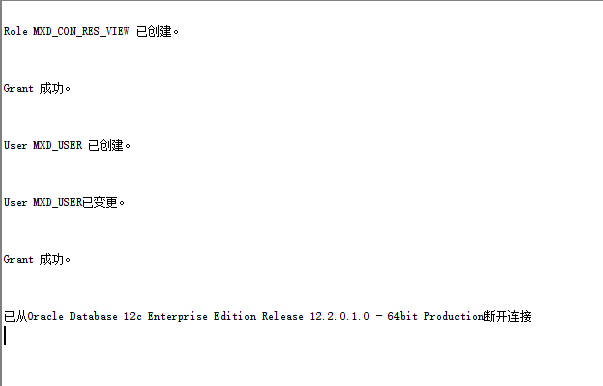 Role MXD_CON_RES_VIEW 已创建。
Grant 成功。
User MXD_USER 已创建。
User MXD_USER已变更。
Grant 成功。
已从Oracle Database 12c Enterprise Edition Release 12.2.0.1.0 - 64bit Production断开连接